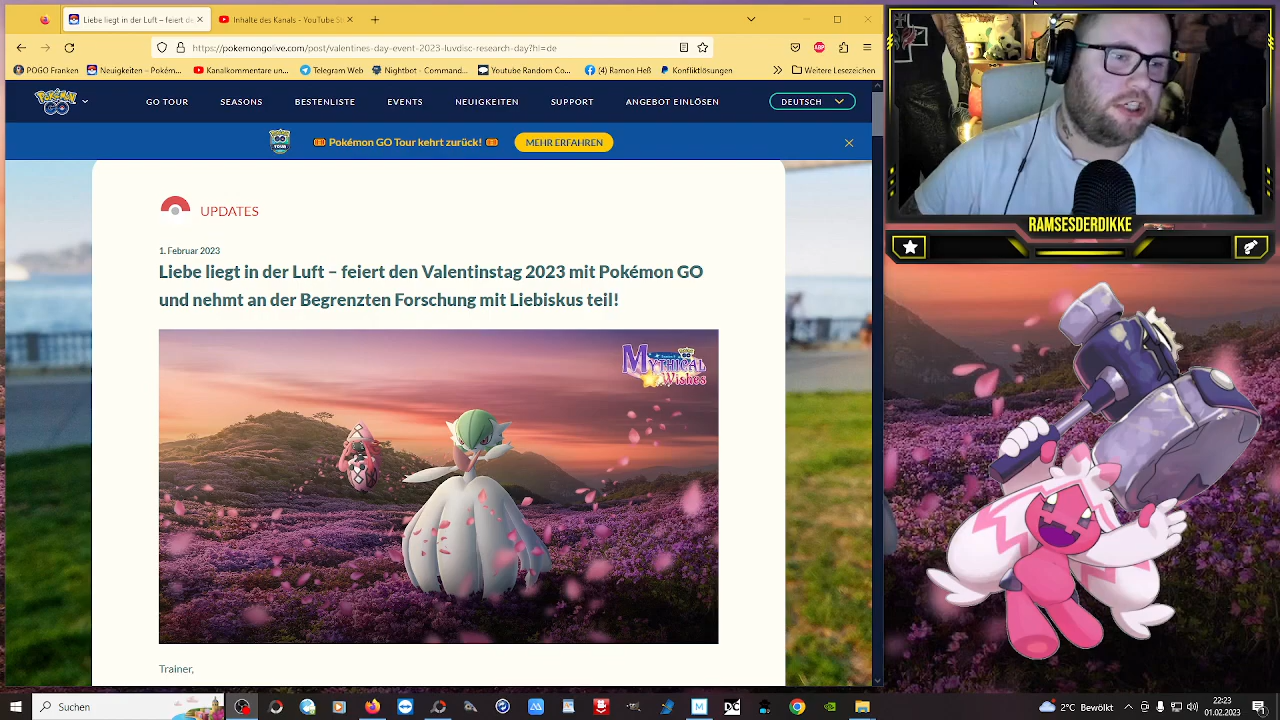 Liebe liegt in der Luft – feiert de
Inhalte des Kanals - YouTube St
https://pokemongolive.com/post/valentines-day-event-2023-luvdisc-research-day?hl=de
POGO Franken
Neuigkeiten – Pokém...
Kanalkommentare un...
Telegram Web
Nightbot - Command...
Youtube Random Co...
(4) Ramon Heß
Konfliktlösungen
Weitere Lesezeichen
GO TOUR
SEASONS
BESTENLISTE
EVENTS
NEUIGKEITEN
SUPPORT
ANGEBOT EINLÖSEN
DEUTSCH
Pokémon GO Tour kehrt zurück!
MEHR ERFAHREN
UPDATES
1. Februar 2023
Liebe liegt in der Luft – feiert den Valentinstag 2023 mit Pokémon GO
und nehmt an der Begrenzten Forschung mit Liebiskus teil!
MYTHICAL
Wishes
Trainer,
RAMSESDERDIKKE
Suchen
2°C Bewölkt
22:23
01.02.2023